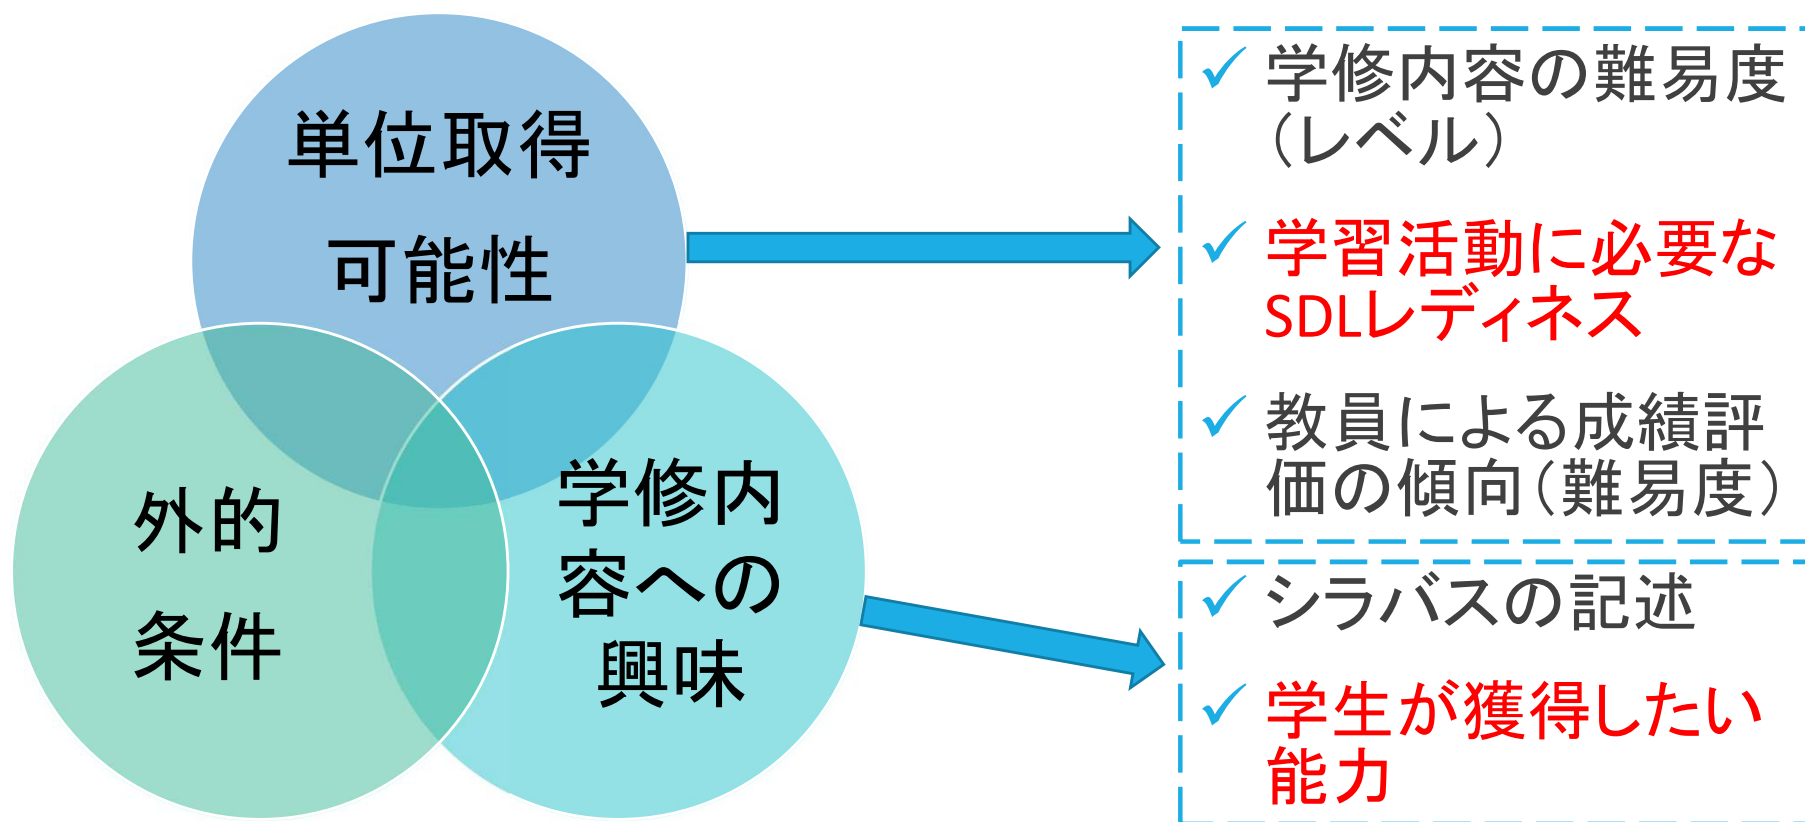 単位取得
可能性
外的
条件
学修内
容への
興味
✓ 学修内容の難易度
（レベル）
✓ 学習活動に必要な
SDLレディネス
✓ 教員による成績評
価の傾向（難易度）
✓ シラバスの記述
✓ 学生が獲得したい
能力